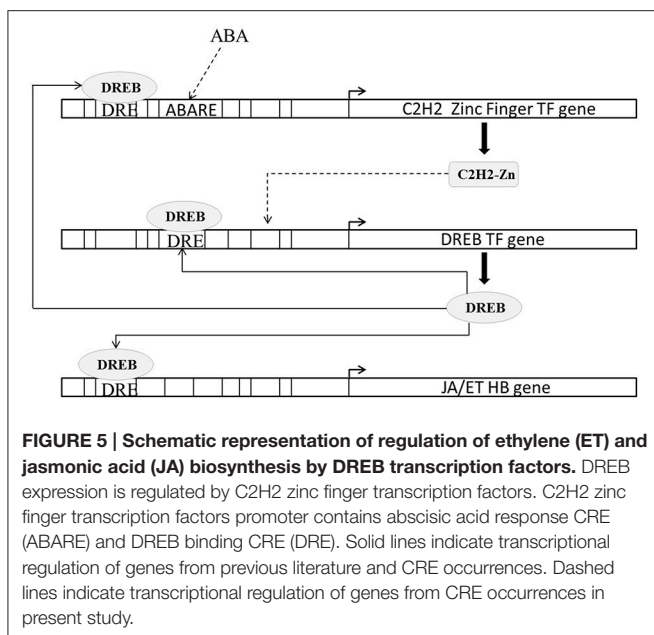 ABA
DREB
DRE ABARE
C2H2 Zinc Finger TF gene
C2H2-Zn
DREB
DRE
DREB TF gene
DREB
DREB
DRE
JA/ET HB gene
FIGURE 5 | Schematic representation of regulation of ethylene (ET) and
jasmonic acid (JA) biosynthesis by DREB transcription factors. DREB
expression is regulated by C2H2 zinc finger transcription factors. C2H2 zinc
finger transcription factors promoter contains abscisic acid response CRE
(ABARE) and DREB binding CRE (DRE). Solid lines indicate transcriptional
regulation of genes from previous literature and CRE occurrences. Dashed
lines indicate transcriptional regulation of genes from CRE occurrences in
present study.